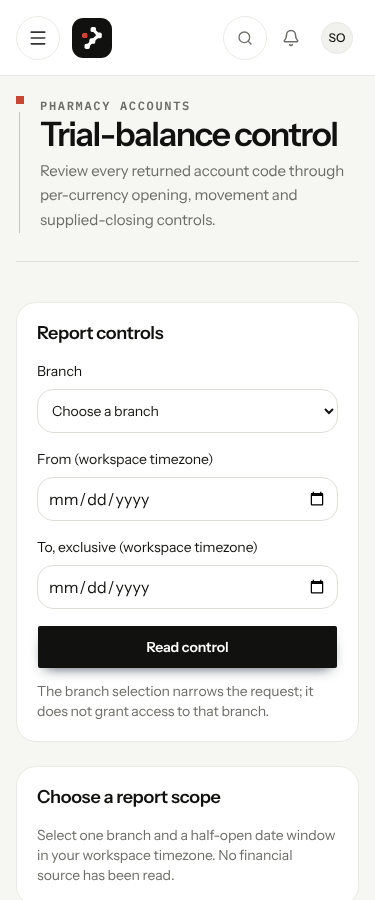 SO
PHARMACY ACCOUNTS
Trial-balance control
Review every returned account code through
per-currency opening, movement and
supplied-closing controls.
Report controls
Branch
Choose a branch
From (workspace timezone)
mm/dd/yyyy
To, exclusive (workspace timezone)
mm/dd/yyyy
Read control
The branch selection narrows the request; it
does not grant access to that branch.
Choose a report scope
Select one branch and a half-open date window
in your workspace timezone. No financial
source has been read.